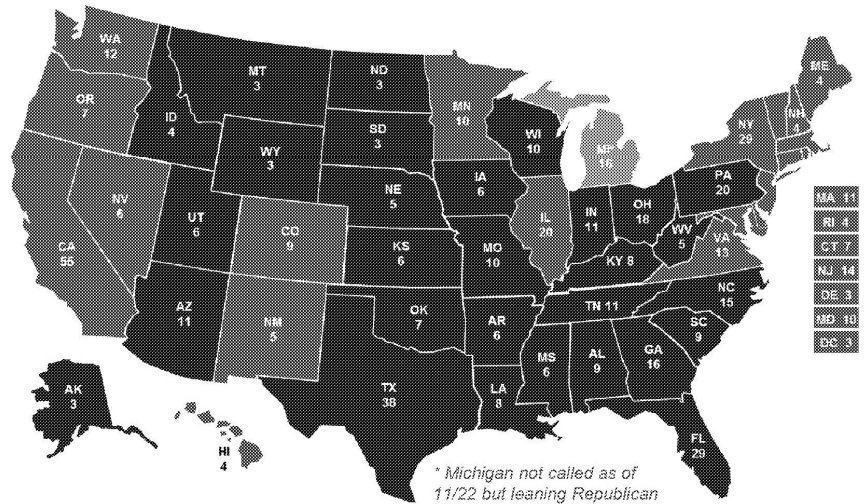 WA
12
OR
7
CA
55
NV
6
ID
4
MT
3
WY
3
UT
6
AZ
11
CO
9
NM
5
ND
3
SD
3
NE
5
KS
6
OK
7
TX
38
MN
10
IA
6
MO
10
AR
6
LA
8
WI
10
IL
20
MI*
16
IN
11
OH
18
KY 8
TN 11
MS
6
AL
9
GA
16
FL
29
SC
9
NC
15
VA
13
WV
5
PA
20
NY
29
NH
4
ME
4
MA 11
RI 4
CT 7
NJ 14
DE 3
MD 10
DC 3
AK
3
HI
4
* Michigan not called as of
11/22 but leaning Republican